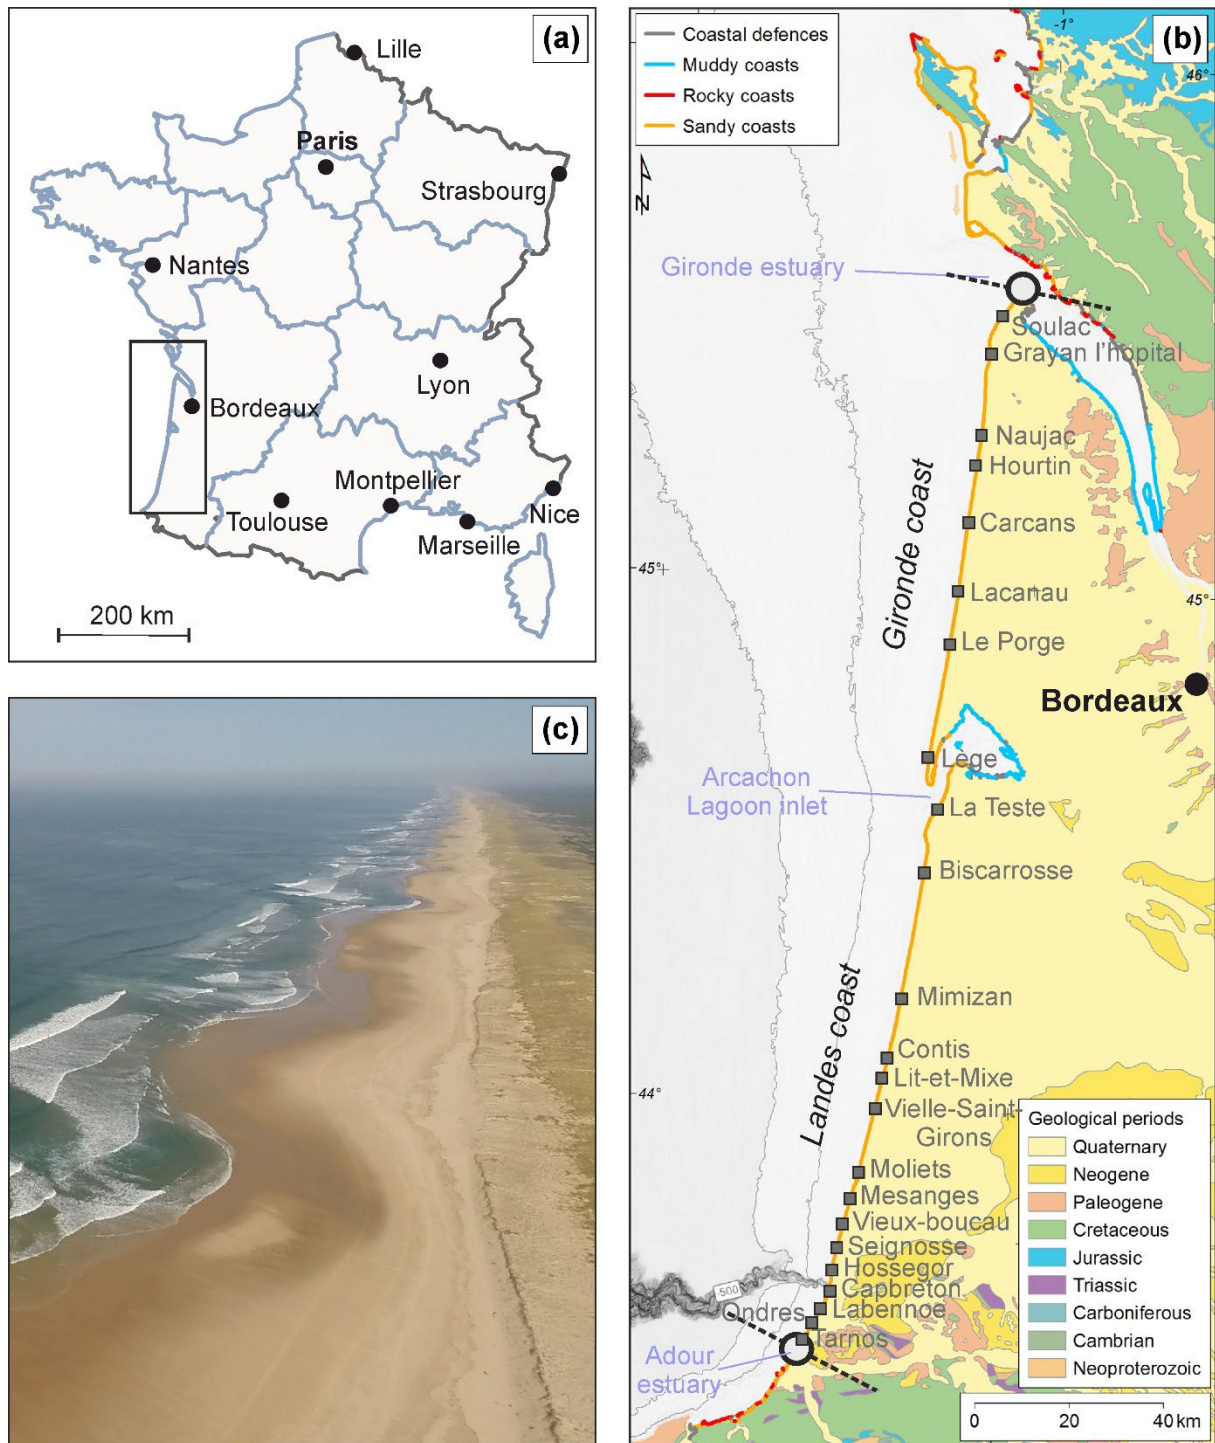 (a)
Lille
Paris
Strasbourg
Nantes
Lyon
Bordeaux
Montpellier
Nice
Toulouse
Marseille
200 km
(c)
(b)
Coastal defences
Muddy coasts
Rocky coasts
Sandy coasts
N
-1°
46°
Gironde estuary
Soulac
Grayan l'hôpital
Naujac
Hourtin
Gironde coast
Carcans
45°
45°
Lacanau
Le Porge
Bordeaux
Lège
Arcachon
Lagoon inlet
La Teste
Biscarrosse
Mimizan
Landes coast
Contis
Lit-et-Mixe
44°
Vielle-Saint-
Girons
Moliets
Mesanges
Vieux-boucau
Seignosse
Hossegor
500
Capbreton
Labennoe
Ondres
Tarnos
Adour
estuary
Geological periods
Quaternary
Neogene
Paleogene
Cretaceous
Jurassic
Triassic
Carboniferous
Cambrian
Neoproterozoic
0 20 40 km